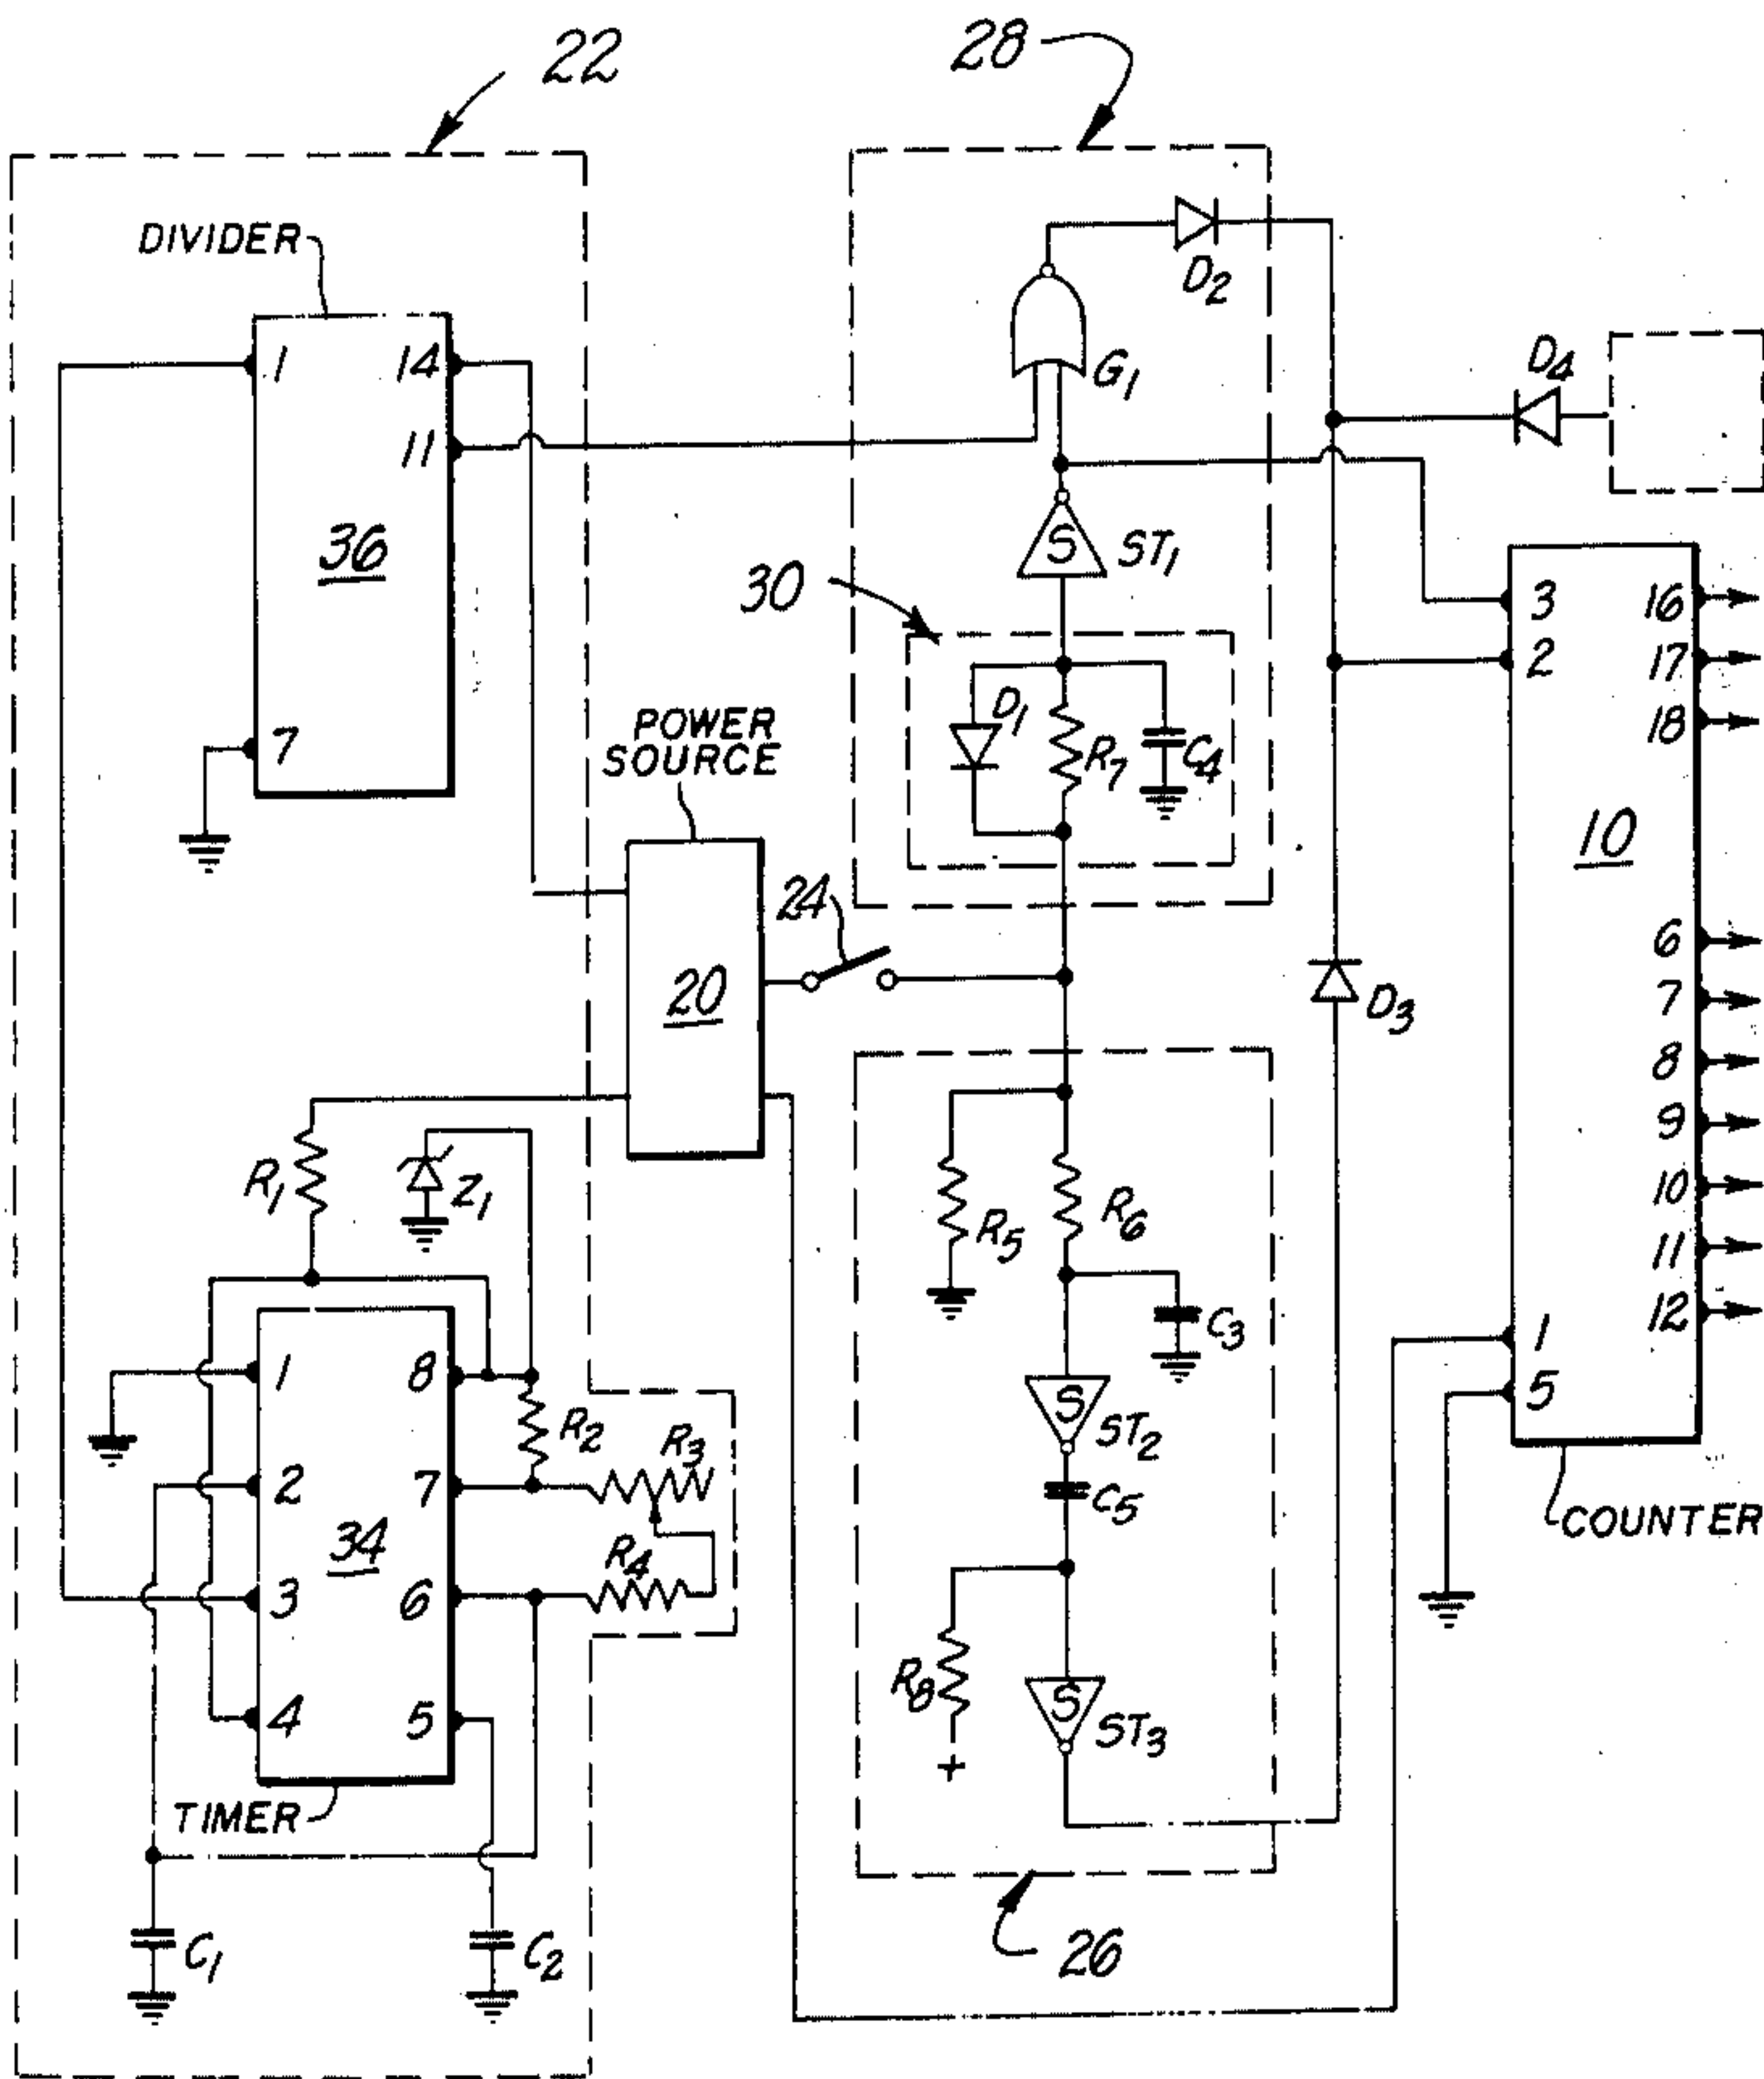 22
28
DIVIDER
1
14
11
36
7
D2
G1
D4
ST1
30
D1
R7
C4
3
2
16
17
18
10
6
7
8
9
10
11
12
1
5
COUNTER
POWER
SOURCE
24
20
D3
R1
Z1
R5
R6
C3
ST2
C5
R8
+
ST3
26
1
2
3
4
8
7
6
5
34
R2
R3
R4
TIMER
C1
C2
S
S
S